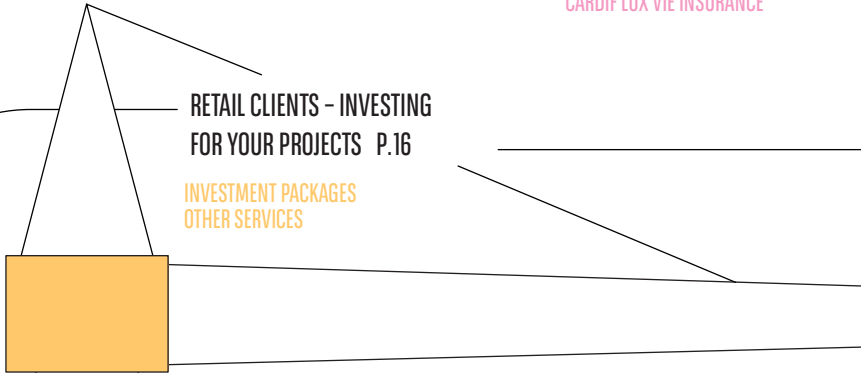 CARDIF LUX VIE INSURANCE
RETAIL CLIENTS – INVESTING
FOR YOUR PROJECTS P.16
INVESTMENT PACKAGES
OTHER SERVICES